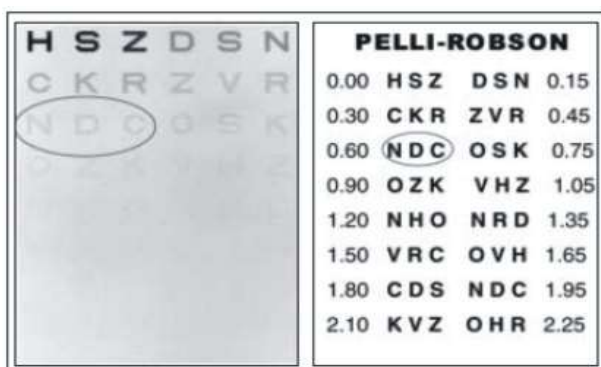 H S Z D S N
C K R Z V R
N D C O S K
O Z K V H Z
PELLI-ROBSON
0.00 HSZ DSN 0.15
0.30 CKR ZVR 0.45
0.60 NDC OSK 0.75
0.90 OZK VHZ 1.05
1.20 NHO NRD 1.35
1.50 VRC OVH 1.65
1.80 CDS NDC 1.95
2.10 KVZ OHR 2.25